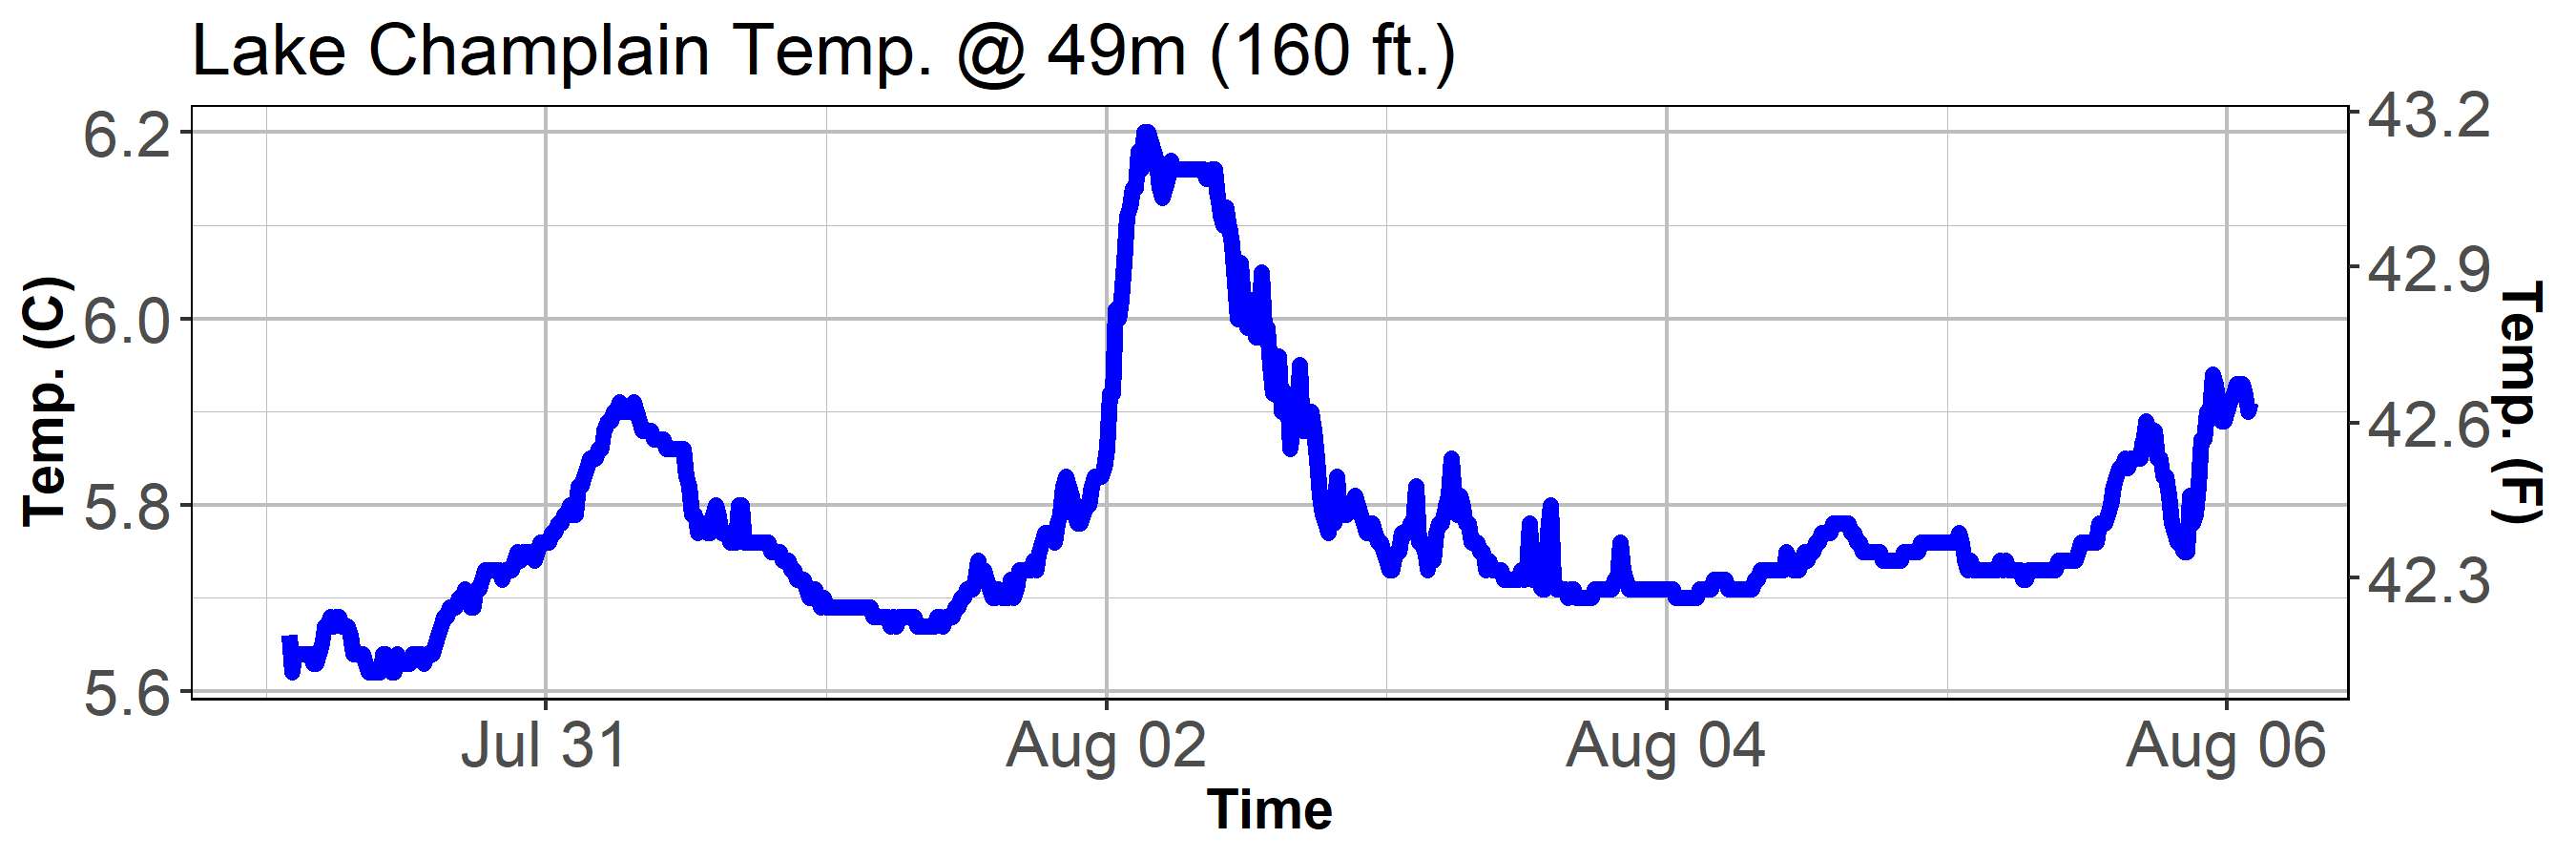 Lake Champlain Temp. @ 49m (160 ft.)
6.2
6.0
5.8
5.6
Temp. (C)
43.2
42.9
42.6
42.3
Temp. (F)
Jul 31
Aug 02
Aug 04
Aug 06
Time